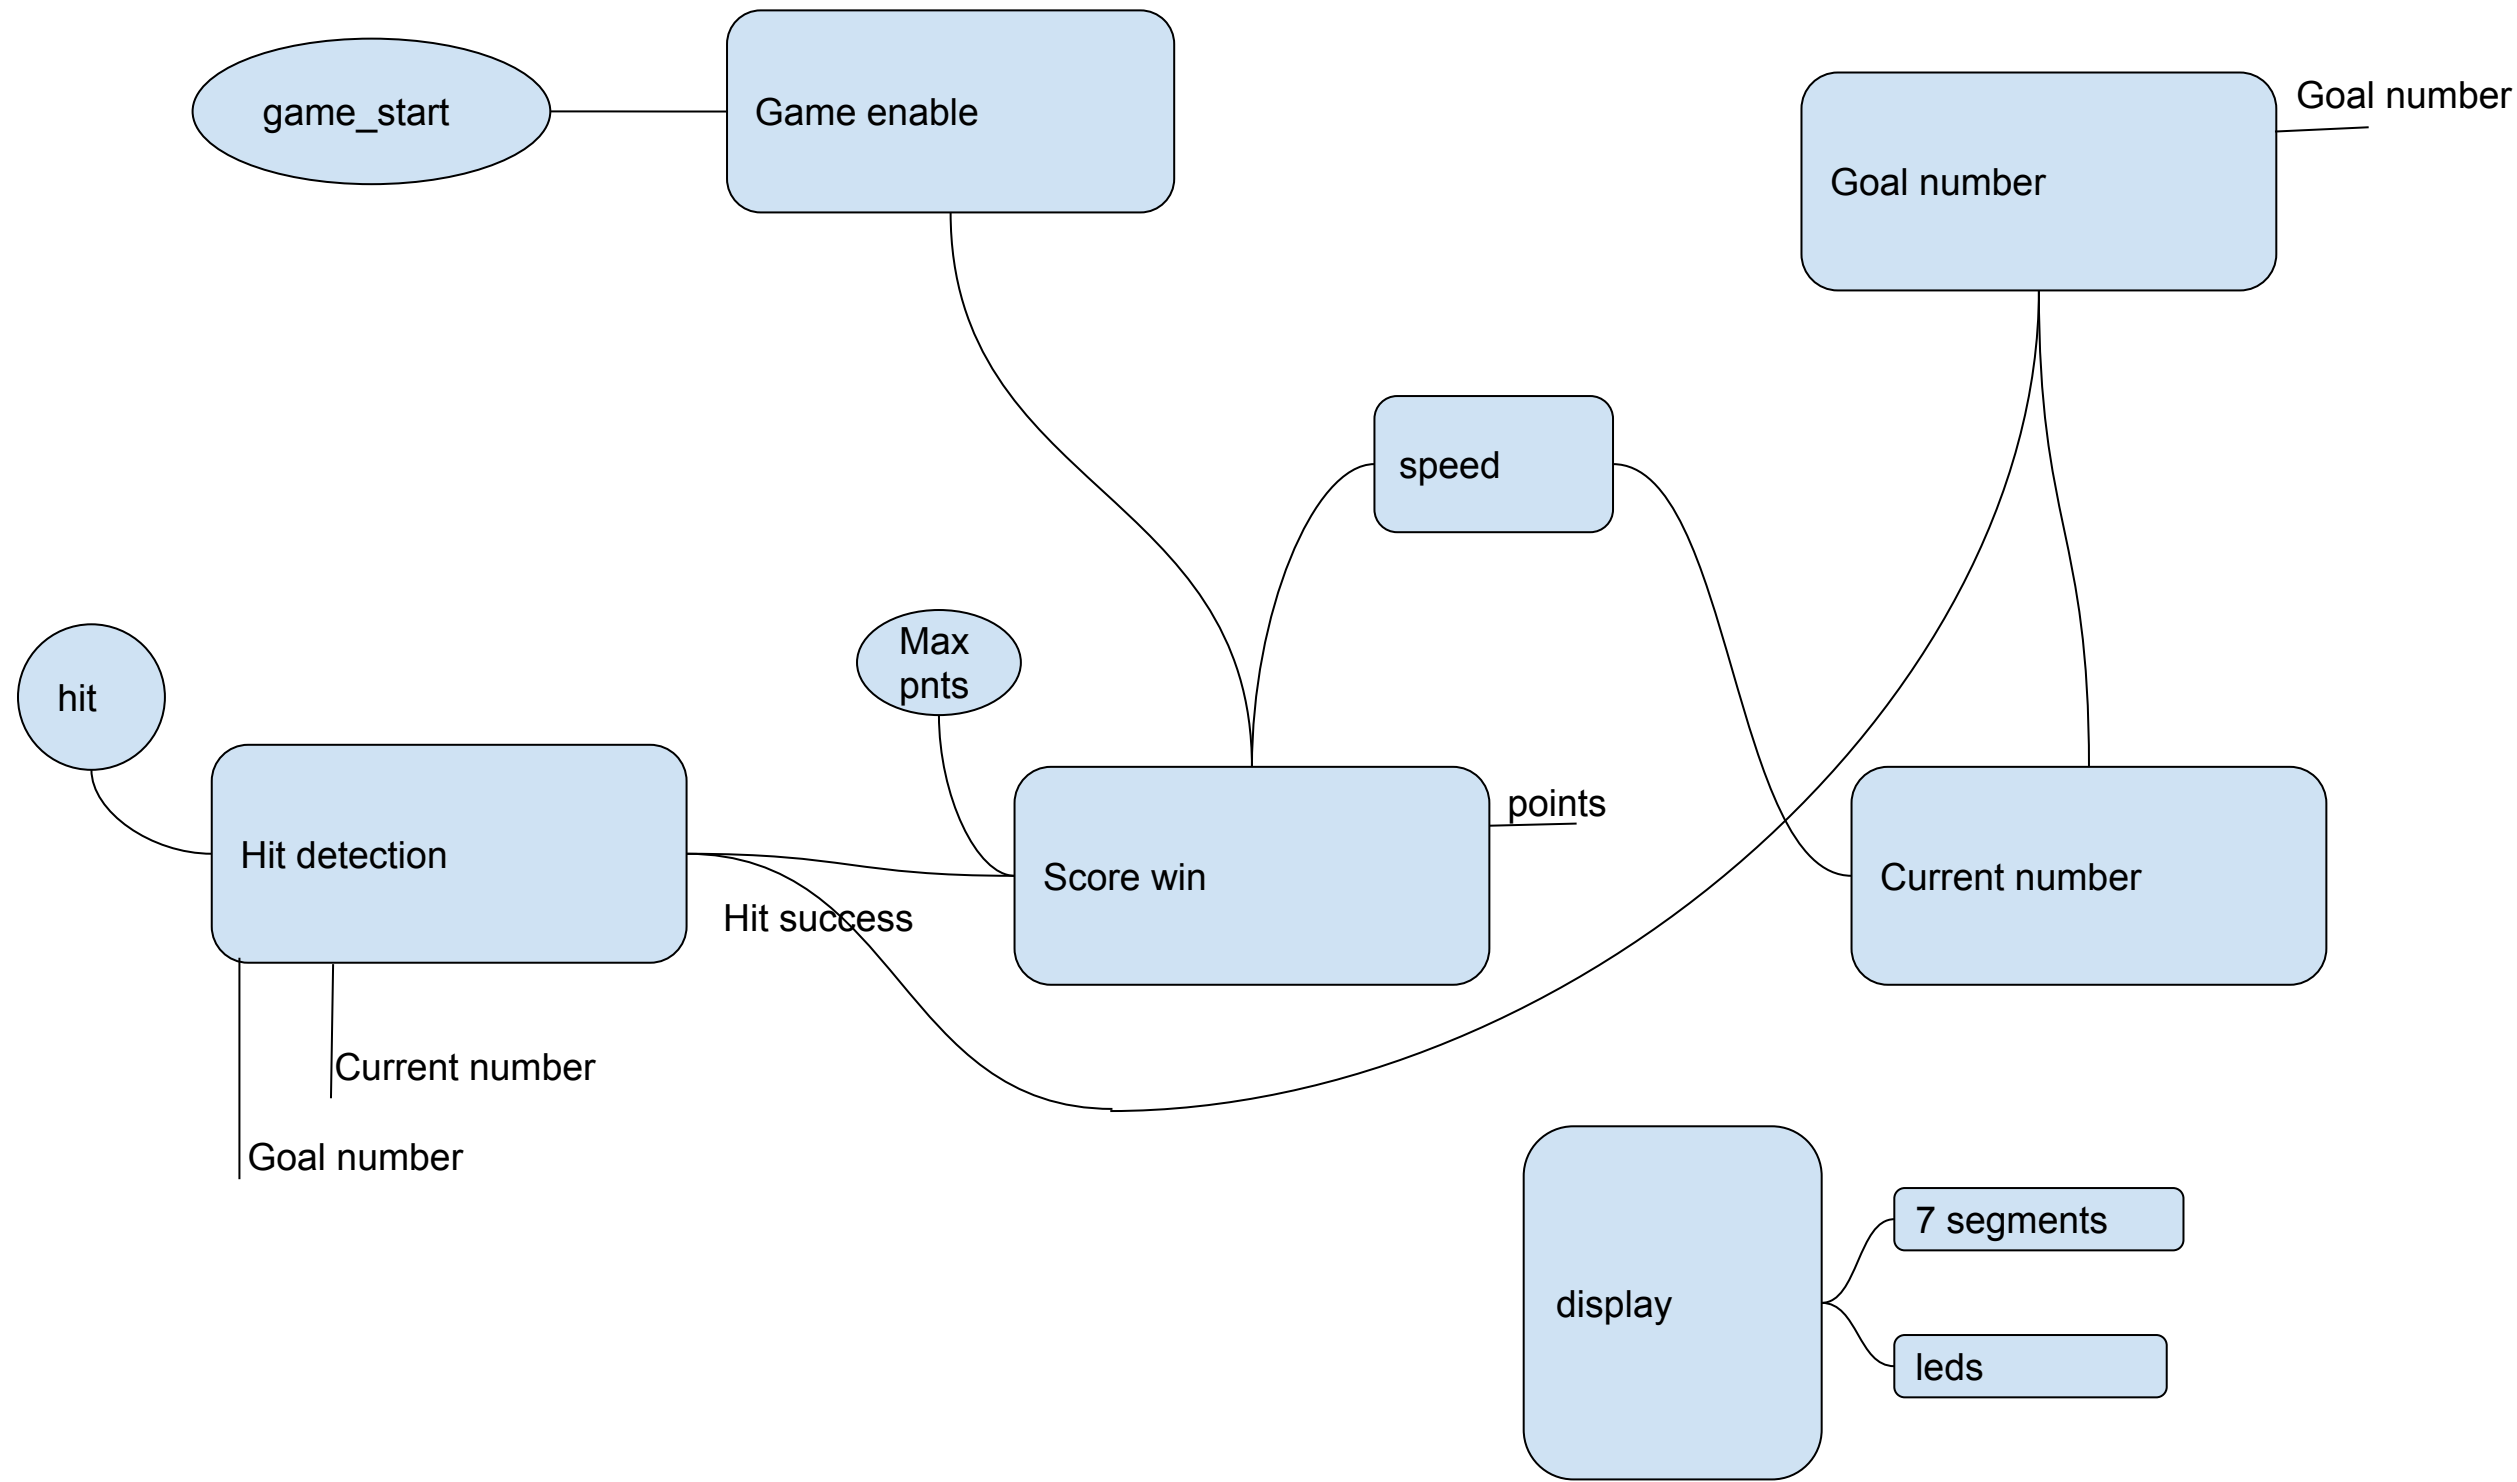 game_start
Game enable
Goal number
Goal number
speed
hit
Max
pnts
Hit detection
Hit success
Score win
points
Current number
Current number
Goal number
display
7 segments
leds